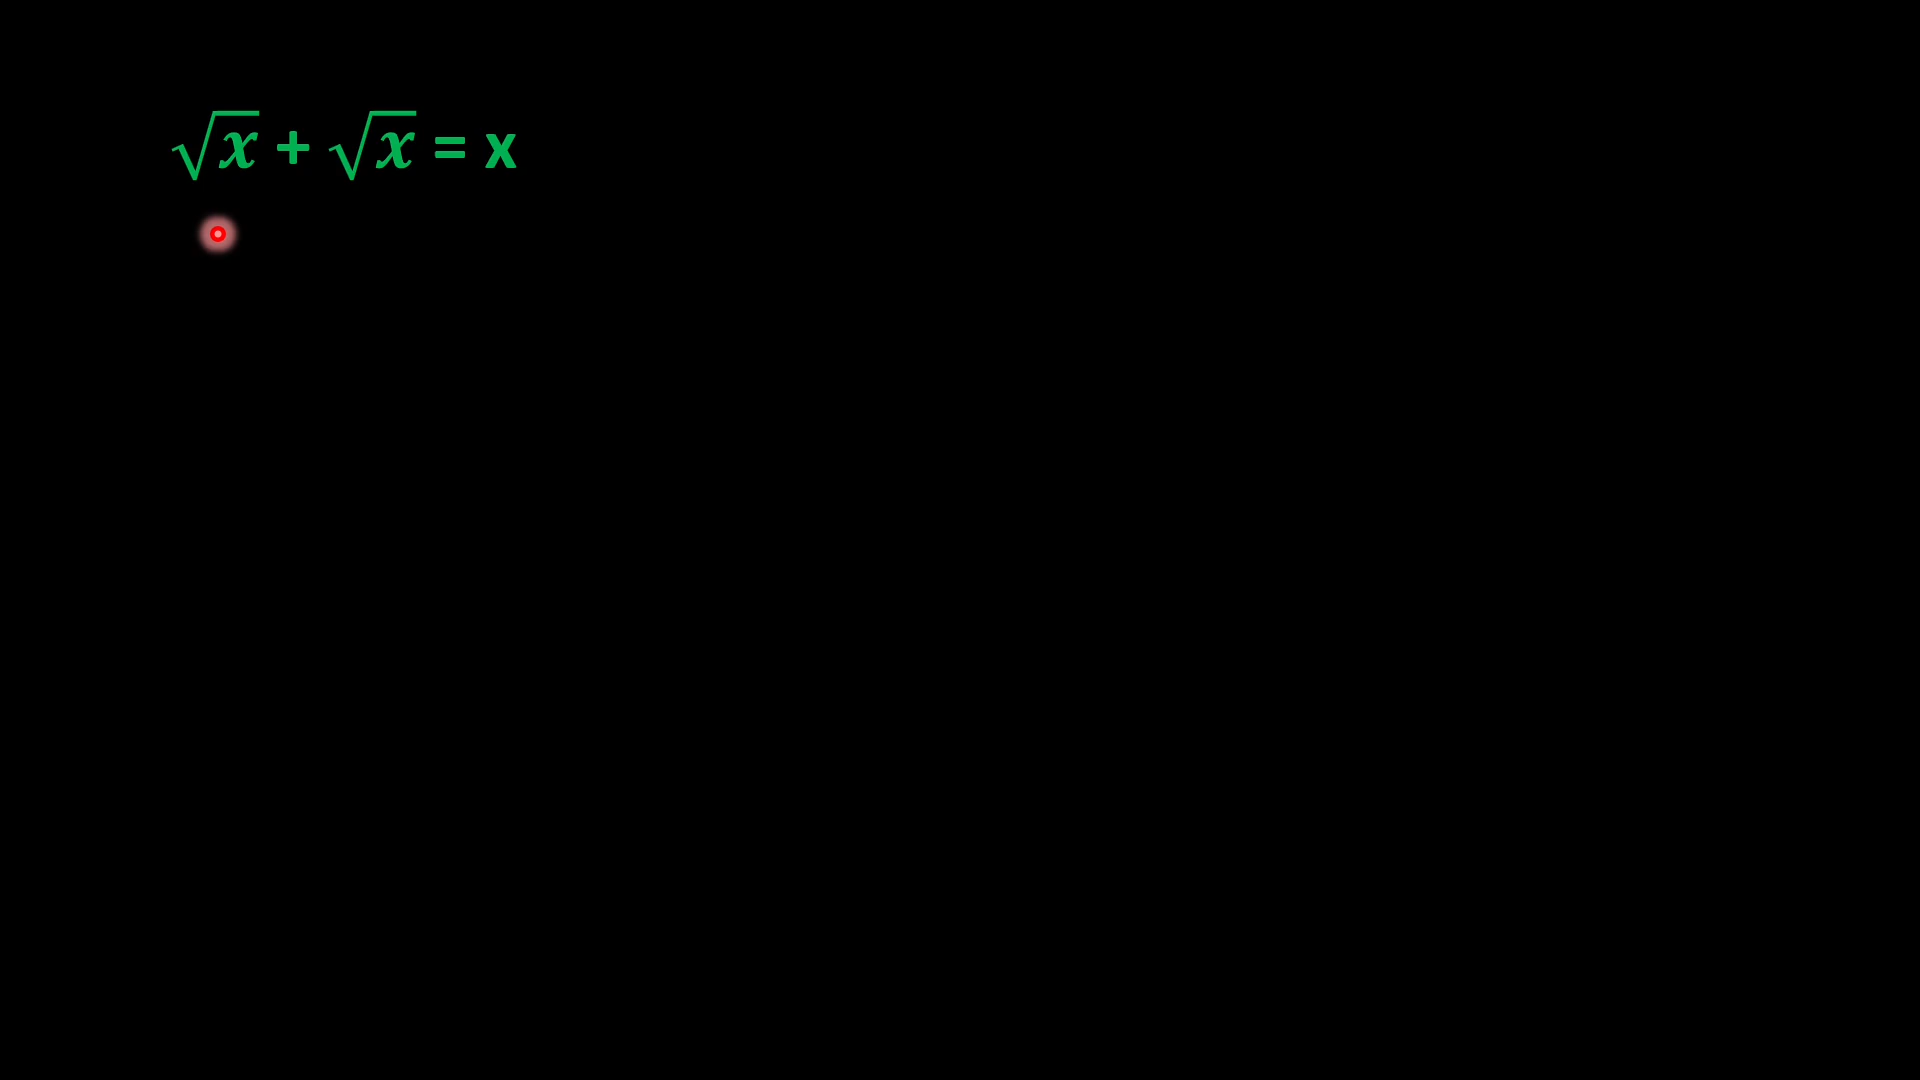 √x + √x = x